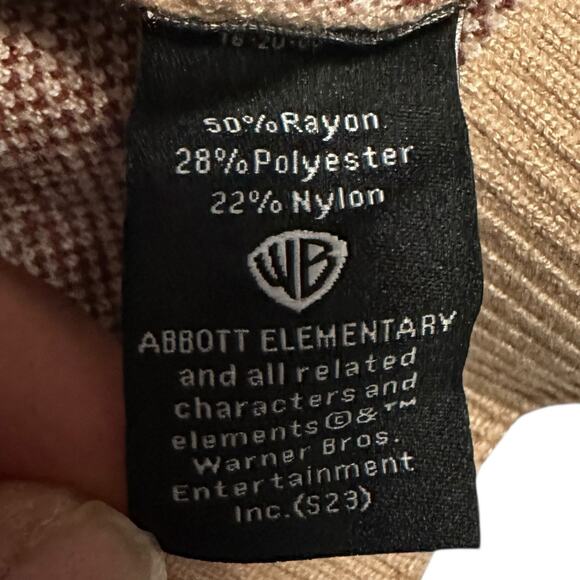 50%Rayon
28%Polyester
22% Nylon
WB
ABBOTT ELEMENTARY
and all related
characters and
elements©&™
Warner Bros.
Entertainment
Inc.(S23)